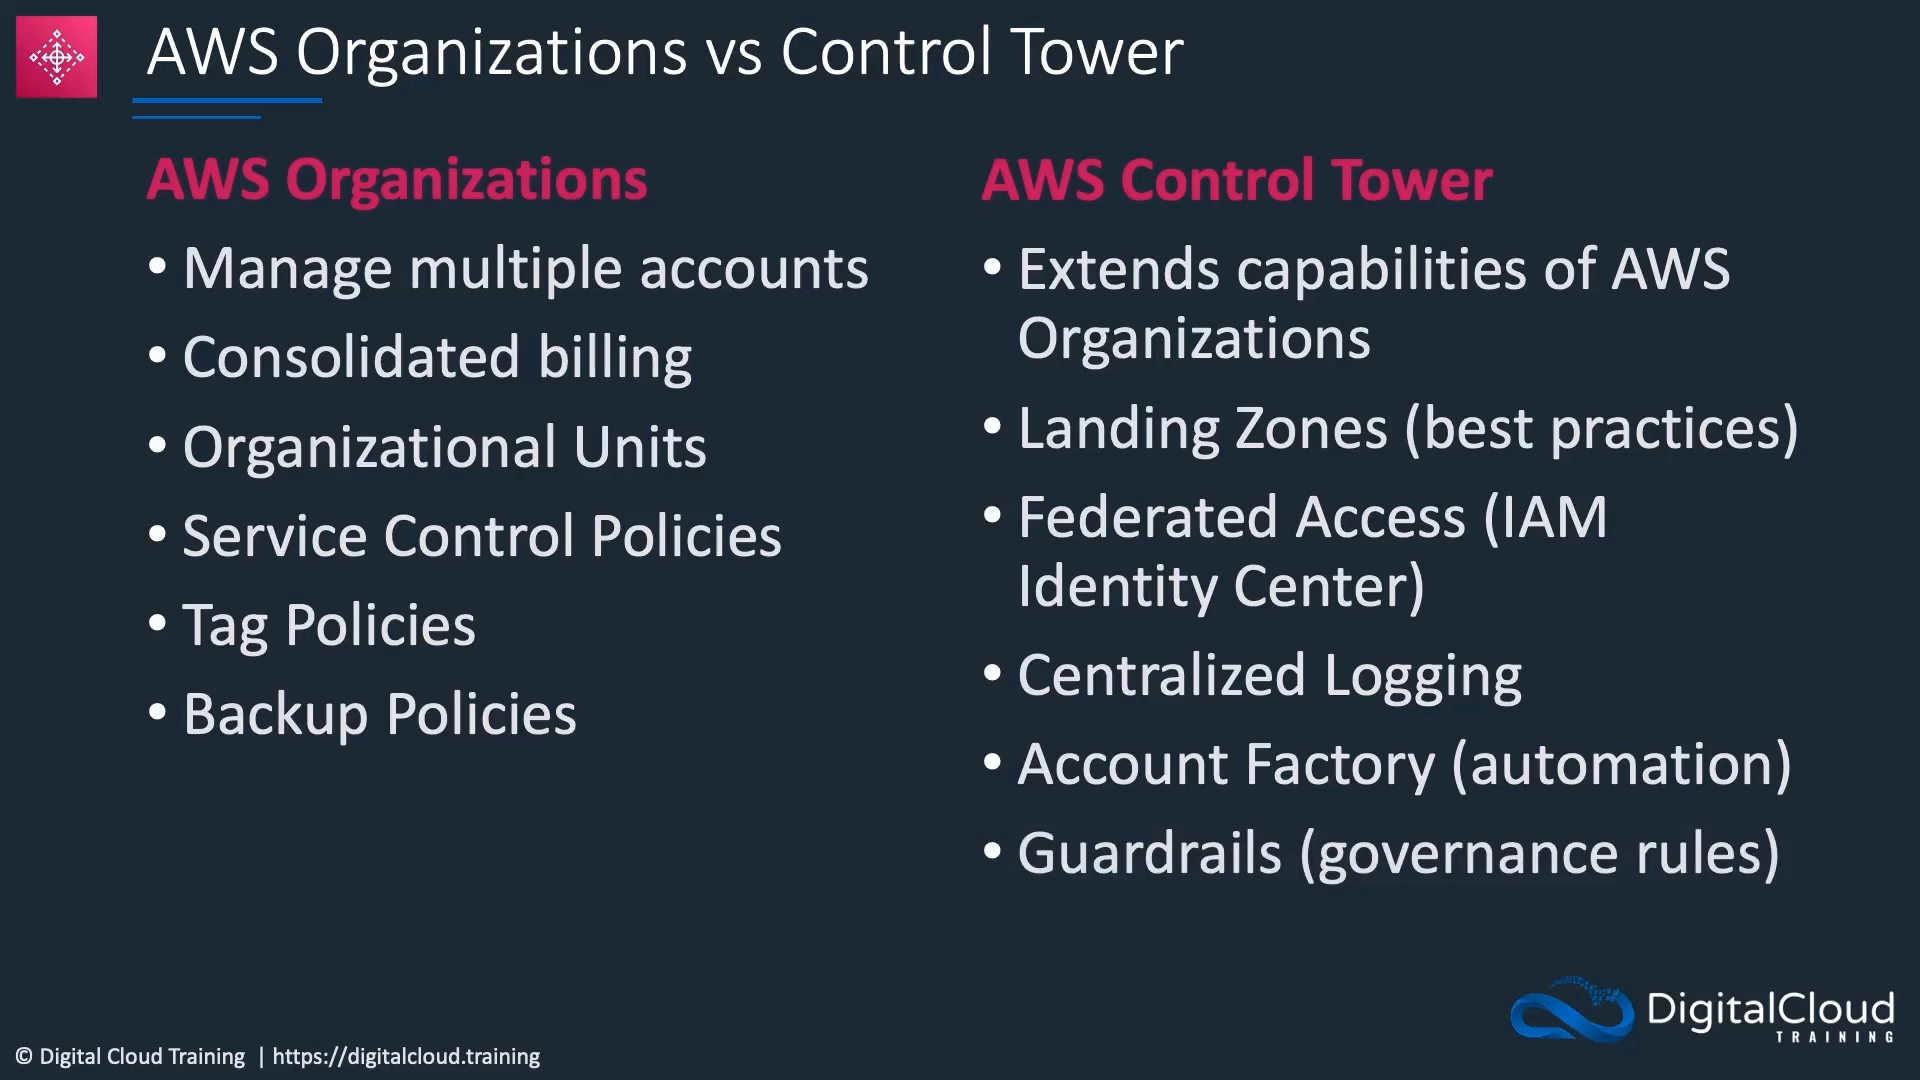 AWS Organizations vs Control Tower
AWS Organizations
• Manage multiple accounts
• Consolidated billing
• Organizational Units
• Service Control Policies
• Tag Policies
• Backup Policies
AWS Control Tower
• Extends capabilities of AWS
Organizations
• Landing Zones (best practices)
• Federated Access (IAM
Identity Center)
• Centralized Logging
• Account Factory (automation)
• Guardrails (governance rules)
DigitalCloud
TRAINING
© Digital Cloud Training | https://digitalcloud.training